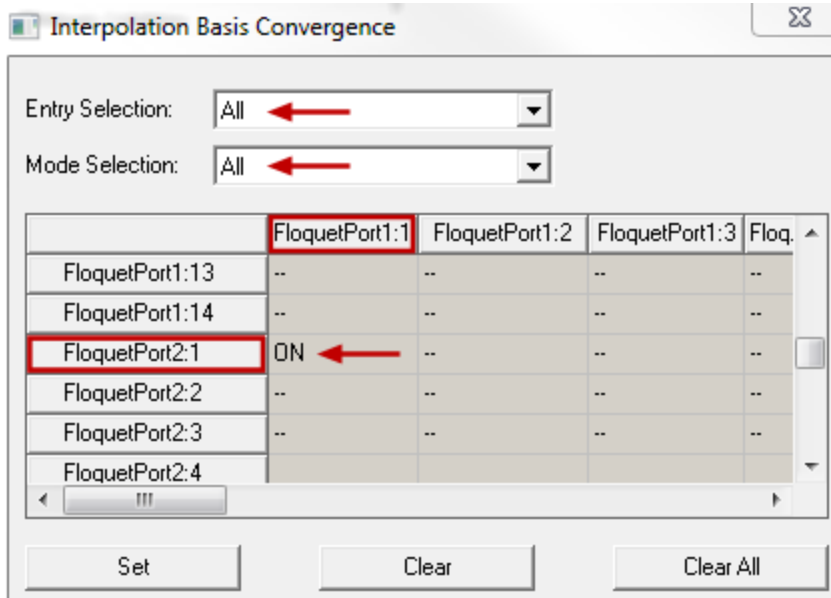 Interpolation Basis Convergence
Entry Selection: All
Mode Selection: All
FloquetPort1:1 FloquetPort1:2 FloquetPort1:3 Floq.
FloquetPort1:13 -- -- -- --
FloquetPort1:14 -- -- -- --
FloquetPort2:1 ON -- -- --
FloquetPort2:2 -- -- -- --
FloquetPort2:3 -- -- -- --
FloquetPort2:4
Set Clear Clear All